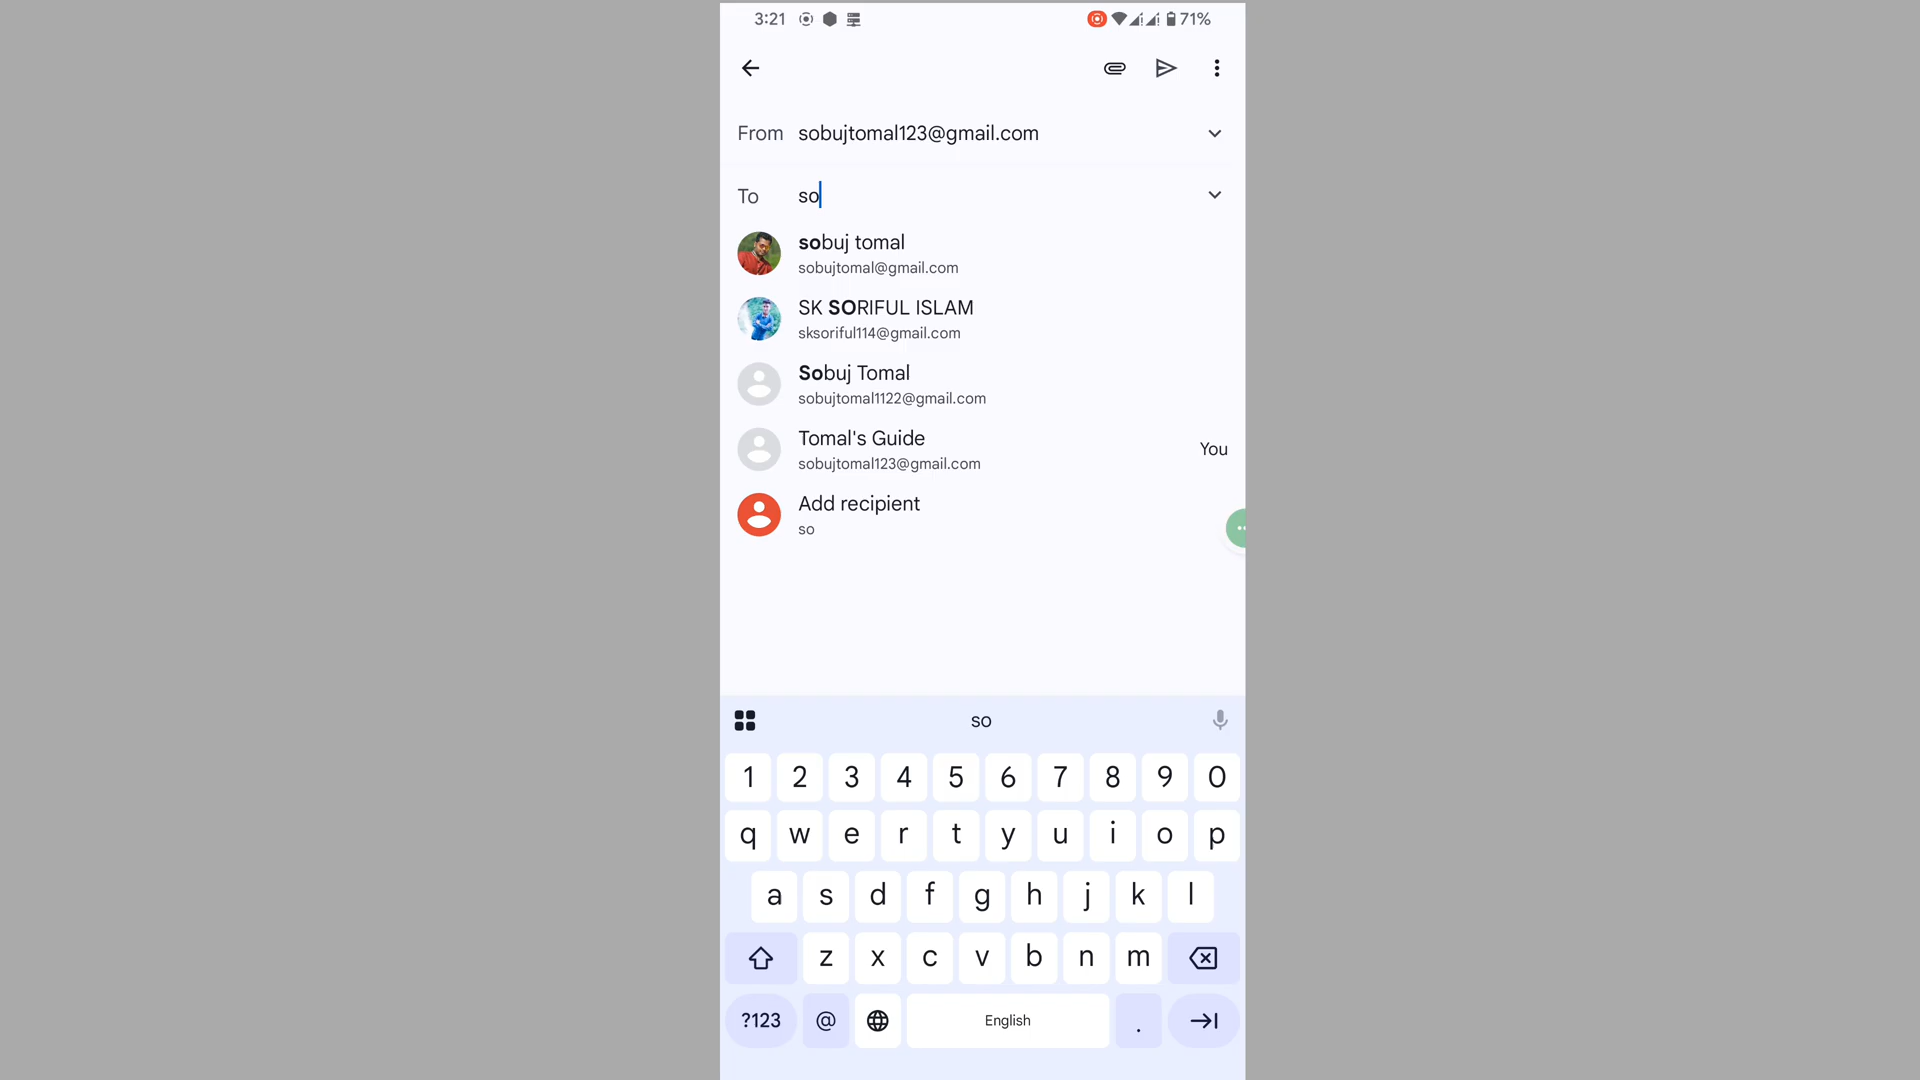 3:21 71%
From sobujtomal123@gmail.com
To so
sobuj tomal
sobujtomal@gmail.com
SK SORIFUL ISLAM
sksoriful114@gmail.com
Sobuj Tomal
sobujtomal1122@gmail.com
Tomal's Guide
You
sobujtomal123@gmail.com
Add recipient
so
so
1 2 3 4 5 6 7 8 9 0
q w e r t y u i o p
a s d f g h j k l
z x c v b n m
?123 @ English .